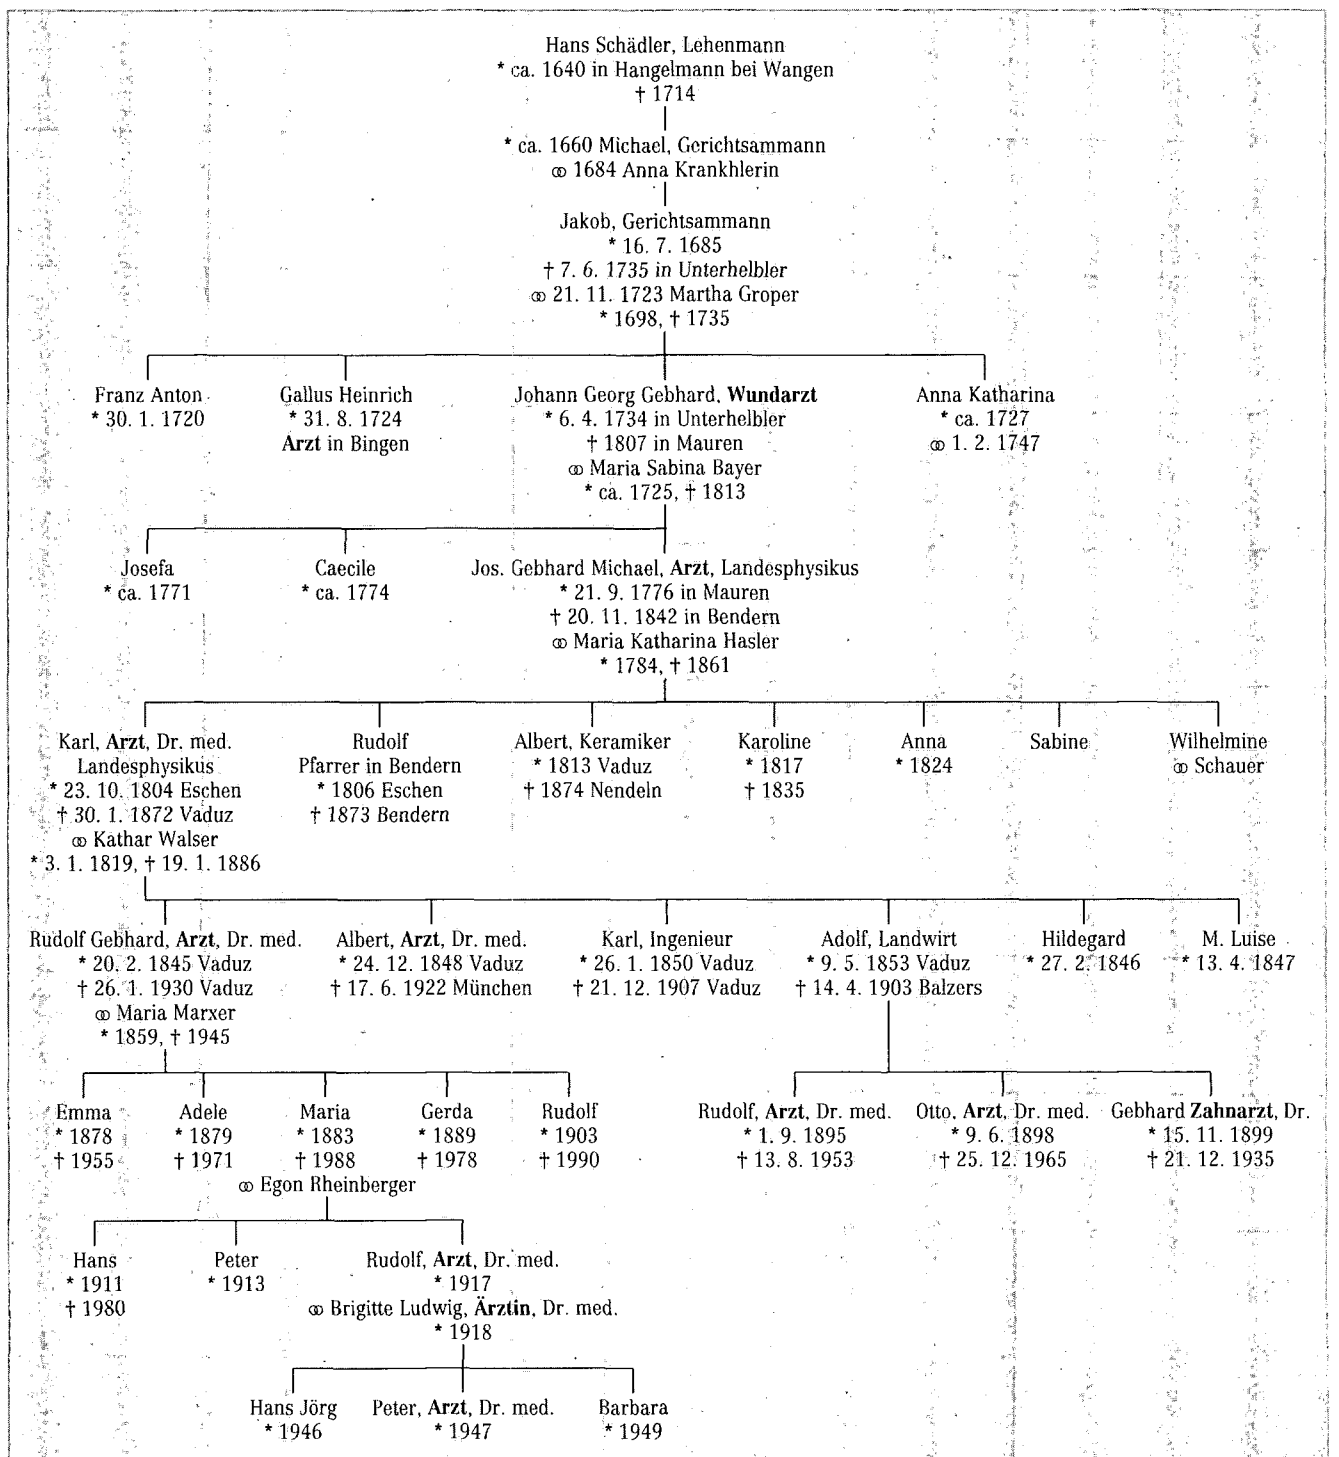 Hans Schädler, Lehenmann
* ca. 1640 in Hangelmann bei Wangen
† 1714
* ca. 1660 Michael, Gerichtsammann
⚭ 1684 Anna Krankhlerin
Jakob, Gerichtsammann
* 16. 7. 1685
† 7. 6. 1735 in Unterhelbler
⚭ 21. 11. 1723 Martha Groper
* 1698, † 1735
Franz Anton
* 30. 1. 1720
Gallus Heinrich
* 31. 8. 1724
Arzt in Bingen
Johann Georg Gebhard, Wundarzt
* 6. 4. 1734 in Unterhelbler
† 1807 in Mauren
⚭ Maria Sabina Bayer
* ca. 1725, † 1813
Anna Katharina
* ca. 1727
⚭ 1. 2. 1747
Josefa
* ca. 1771
Caecile
* ca. 1774
Jos. Gebhard Michael, Arzt, Landesphysikus
* 21. 9. 1776 in Mauren
† 20. 11. 1842 in Bendern
⚭ Maria Katharina Hasler
* 1784, † 1861
Karl, Arzt, Dr. med.
Landesphysikus
* 23. 10. 1804 Eschen
† 30. 1. 1872 Vaduz
⚭ Kathar Walser
* 3. 1. 1819, † 19. 1. 1886
Rudolf
Pfarrer in Bendern
* 1806 Eschen
† 1873 Bendern
Albert, Keramiker
* 1813 Vaduz
† 1874 Nendeln
Karoline
* 1817
† 1835
Anna
* 1824
Sabine
Wilhelmine
⚭ Schauer
Rudolf Gebhard, Arzt, Dr. med.
* 20. 2. 1845 Vaduz
† 26. 1. 1930 Vaduz
⚭ Maria Marxer
* 1859, † 1945
Albert, Arzt, Dr. med.
* 24. 12. 1848 Vaduz
† 17. 6. 1922 München
Karl, Ingenieur
* 26. 1. 1850 Vaduz
† 21. 12. 1907 Vaduz
Adolf, Landwirt
* 9. 5. 1853 Vaduz
† 14. 4. 1903 Balzers
Hildegard
* 27. 2. 1846
M. Luise
* 13. 4. 1847
Emma
* 1878
† 1955
Adele
* 1879
† 1971
Maria
* 1883
† 1988
⚭ Egon Rheinberger
Gerda
* 1889
† 1978
Rudolf
* 1903
† 1990
Rudolf, Arzt, Dr. med.
* 1. 9. 1895
† 13. 8. 1953
Otto, Arzt, Dr. med.
* 9. 6. 1898
† 25. 12. 1965
Gebhard Zahnarzt, Dr.
* 15. 11. 1899
† 21. 12. 1935
Hans
* 1911
† 1980
Peter
* 1913
Rudolf, Arzt, Dr. med.
* 1917
⚭ Brigitte Ludwig, Ärztin, Dr. med.
* 1918
Hans Jörg
* 1946
Peter, Arzt, Dr. med.
* 1947
Barbara
* 1949